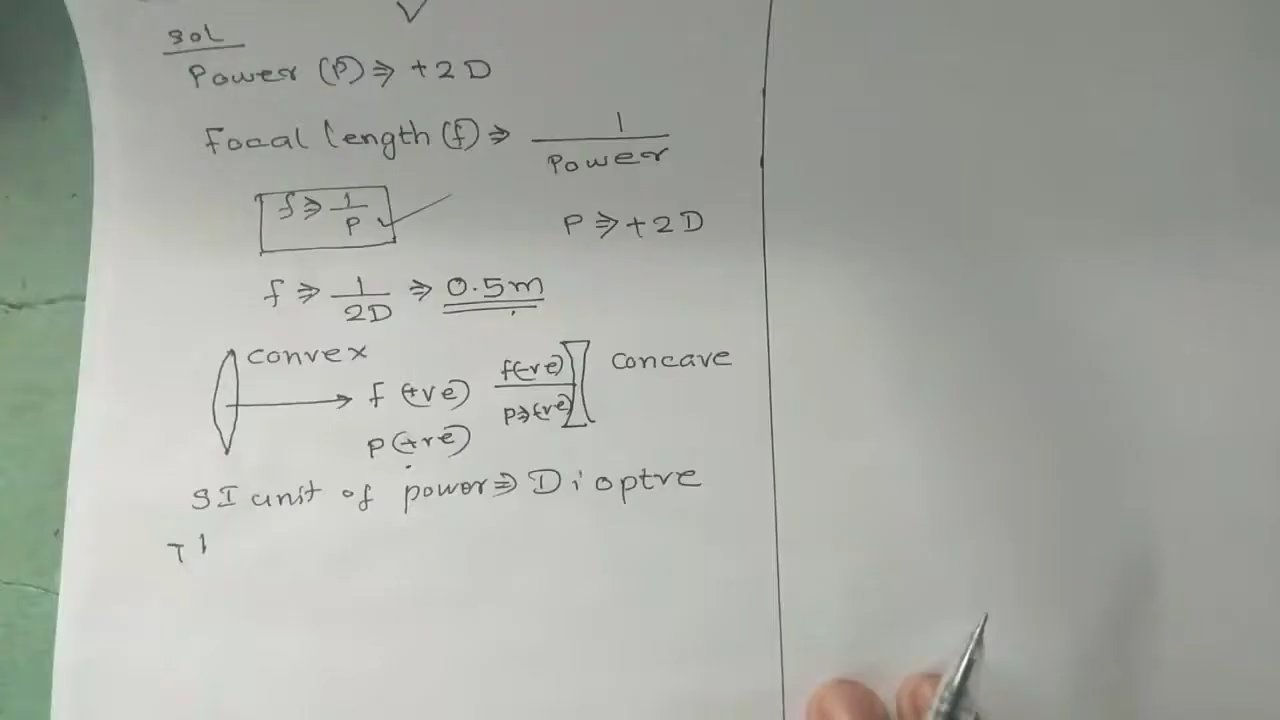 Sol
Power (P) ⇒ +2D
Focal length (f) ⇒ 1/Power
f ⇒ 1/P
P ⇒ +2D
f ⇒ 1/2D ⇒ 0.5m
convex
f (+ve)
P (+ve)
f(-ve)
P⇒(-ve)
concave
SI unit of power ⇒ Dioptre